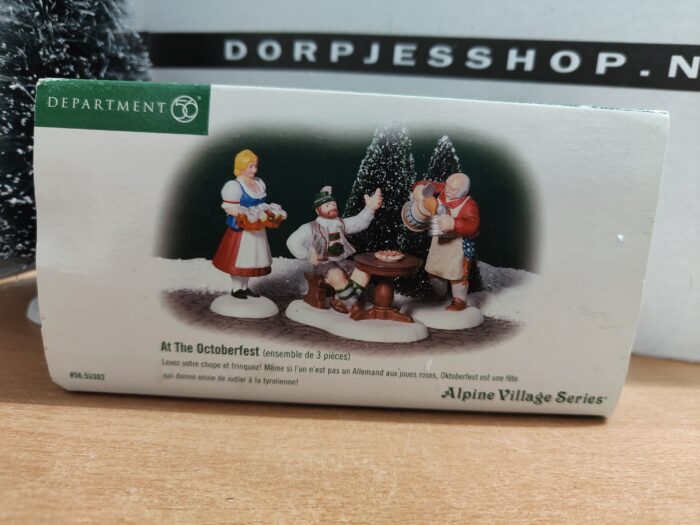 DORPJESSHOP.N
DEPARTMENT 56®
At The Octoberfest (ensemble de 3 pièces)
Levez votre chope et trinquez! Même si l'on n'est pas un Allemand aux joues roses, Oktoberfest est une fête
qui donne envie de iodler à la tyrolienne!
#56.56302
Alpine Village Series®